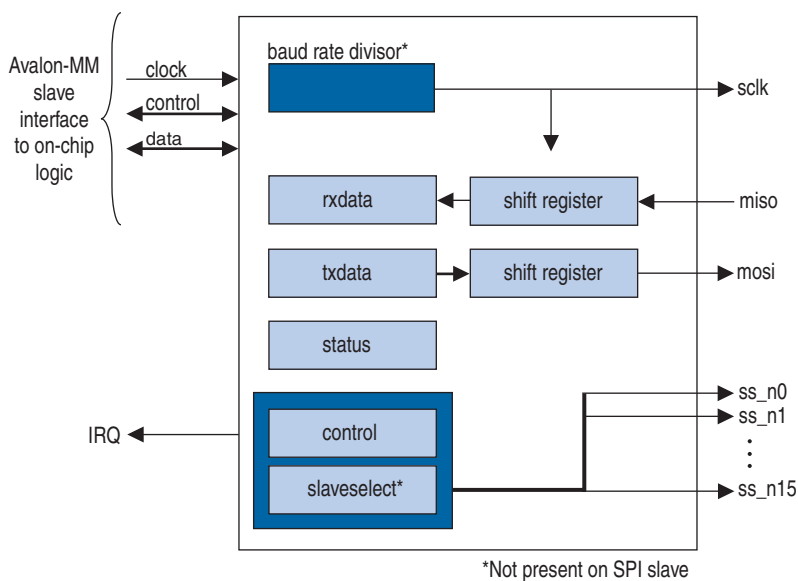 Avalon-MM
slave
interface
to on-chip
logic
clock
control
data
baud rate divisor*
sclk
rxdata
shift register
miso
txdata
shift register
mosi
status
IRQ
control
slaveselect*
ss_n0
ss_n1
ss_n15
*Not present on SPI slave